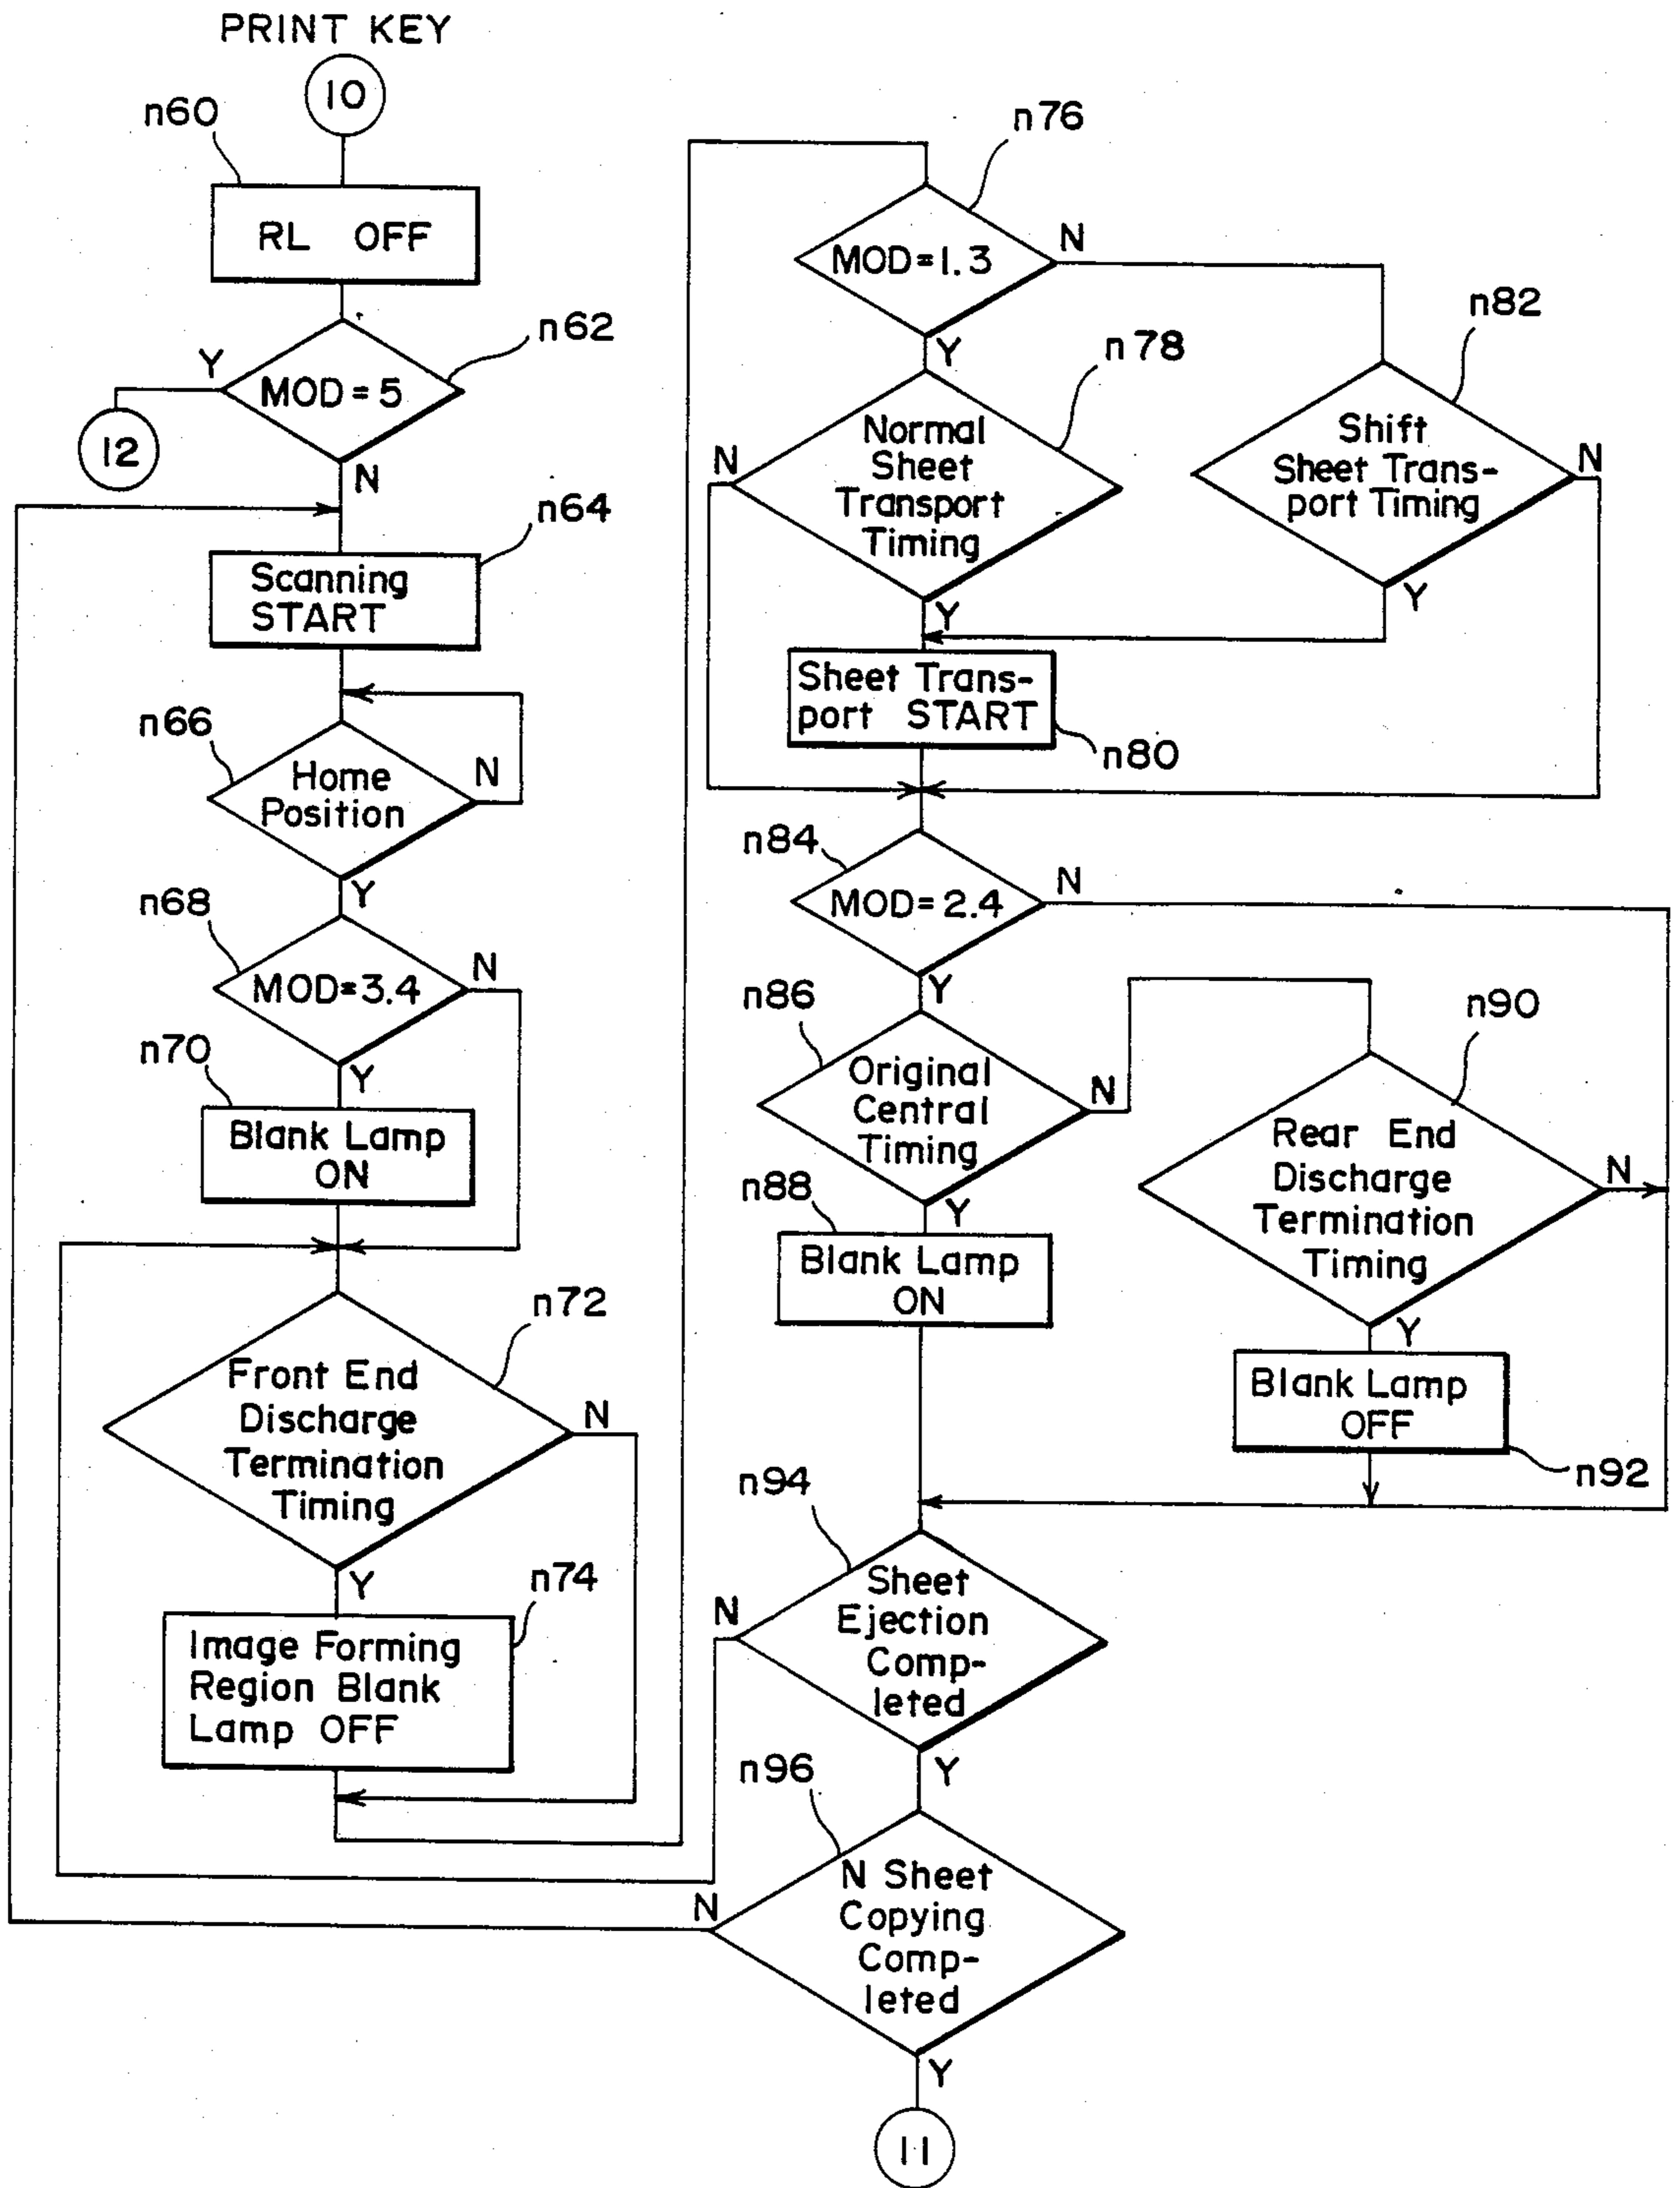 PRINT KEY
10
n60
RL OFF
n62
Y
MOD = 5
12
N
n64
Scanning
START
n66
Home
Position
N
Y
n68
MOD=3.4
N
n70
Y
Blank Lamp
ON
n72
Front End
Discharge
Termination
Timing
N
Y
n74
Image Forming
Region Blank
Lamp OFF
n76
MOD=1.3
N
Y
n78
Normal
Sheet
Transport
Timing
N
Y
n82
Shift
Sheet Trans-
port Timing
N
Y
Sheet Trans-
port START
n80
n84
MOD=2.4
N
Y
n86
Original
Central
Timing
N
Y
n88
Blank Lamp
ON
n90
Rear End
Discharge
Termination
Timing
N
Y
Blank Lamp
OFF
n92
n94
Sheet
Ejection
Comp-
leted
N
Y
n96
N Sheet
Copying
Comp-
leted
N
Y
11